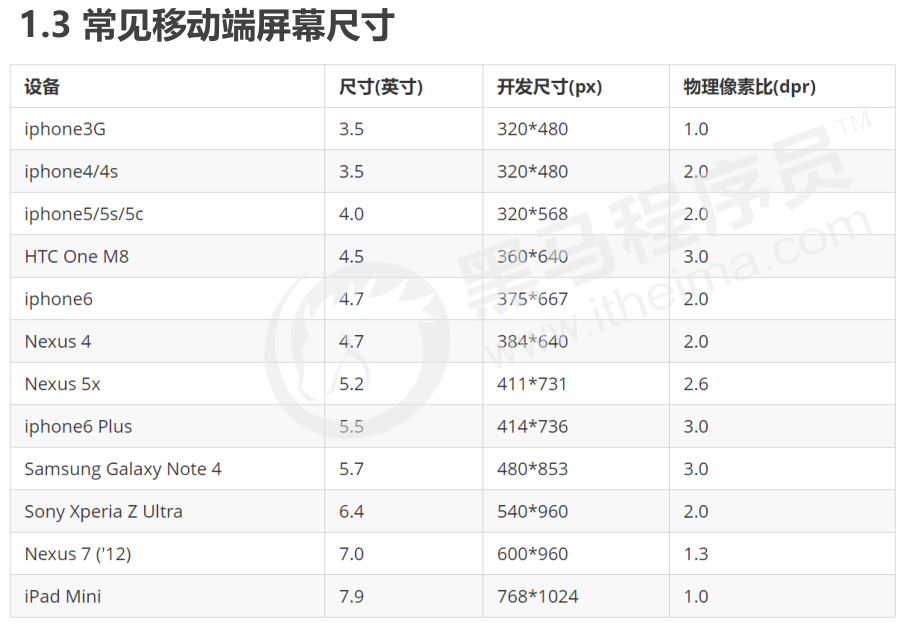 1.3 常见移动端屏幕尺寸
设备 尺寸(英寸) 开发尺寸(px) 物理像素比(dpr)
iphone3G 3.5 320*480 1.0
iphone4/4s 3.5 320*480 2.0
iphone5/5s/5c 4.0 320*568 2.0
HTC One M8 4.5 360*640 3.0
iphone6 4.7 375*667 2.0
Nexus 4 4.7 384*640 2.0
Nexus 5x 5.2 411*731 2.6
iphone6 Plus 5.5 414*736 3.0
Samsung Galaxy Note 4 5.7 480*853 3.0
Sony Xperia Z Ultra 6.4 540*960 2.0
Nexus 7 ('12) 7.0 600*960 1.3
iPad Mini 7.9 768*1024 1.0
黑马程序员™
www.itheima.com